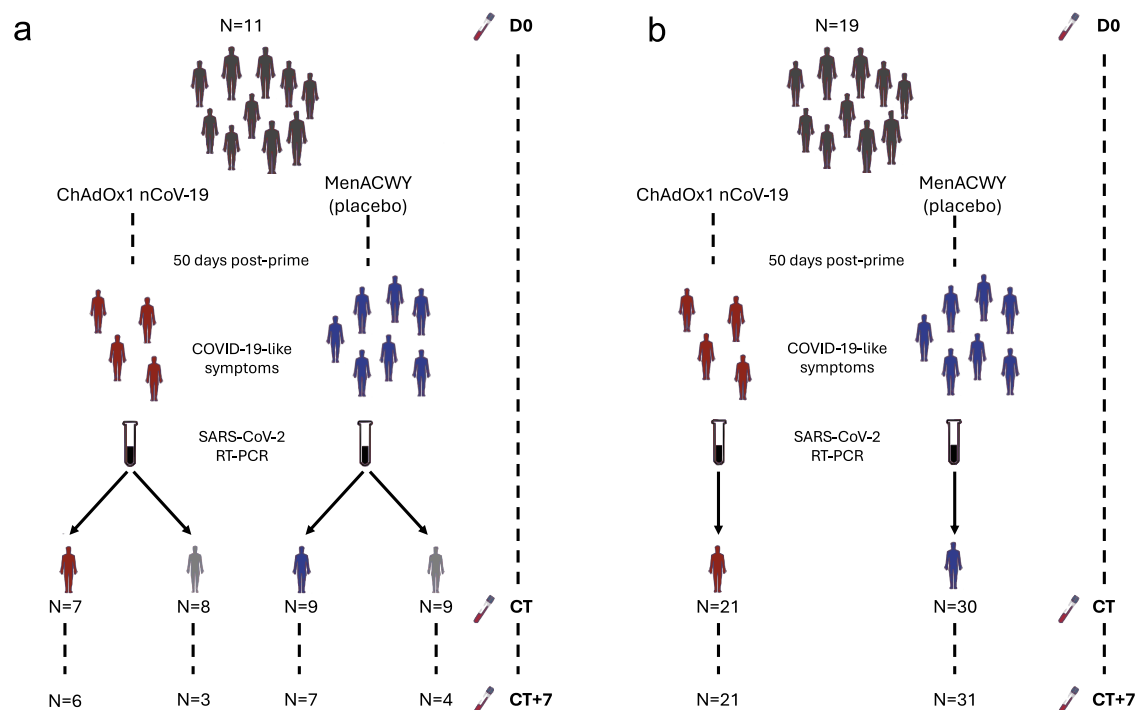 a
N=11
D0
ChAdOx1 nCoV-19
MenACWY
(placebo)
50 days post-prime
COVID-19-like
symptoms
SARS-CoV-2
RT-PCR
N=7
N=8
N=9
N=9
CT
N=6
N=3
N=7
N=4
CT+7
b
N=19
D0
ChAdOx1 nCoV-19
MenACWY
(placebo)
50 days post-prime
COVID-19-like
symptoms
SARS-CoV-2
RT-PCR
N=21
N=30
CT
N=21
N=31
CT+7